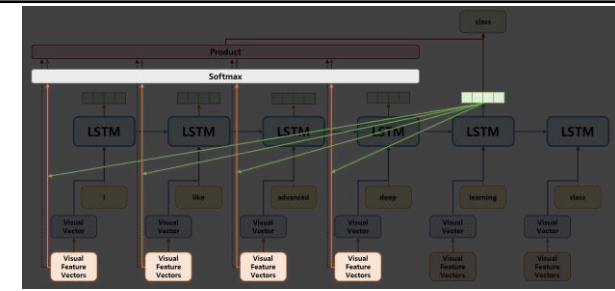 class
Product
Softmax
LSTM LSTM LSTM LSTM LSTM LSTM
I like advanced deep learning class
Visual Vector Visual Vector Visual Vector Visual Vector Visual Vector Visual Vector
Visual Feature Vectors Visual Feature Vectors Visual Feature Vectors Visual Feature Vectors Visual Feature Vectors Visual Feature Vectors